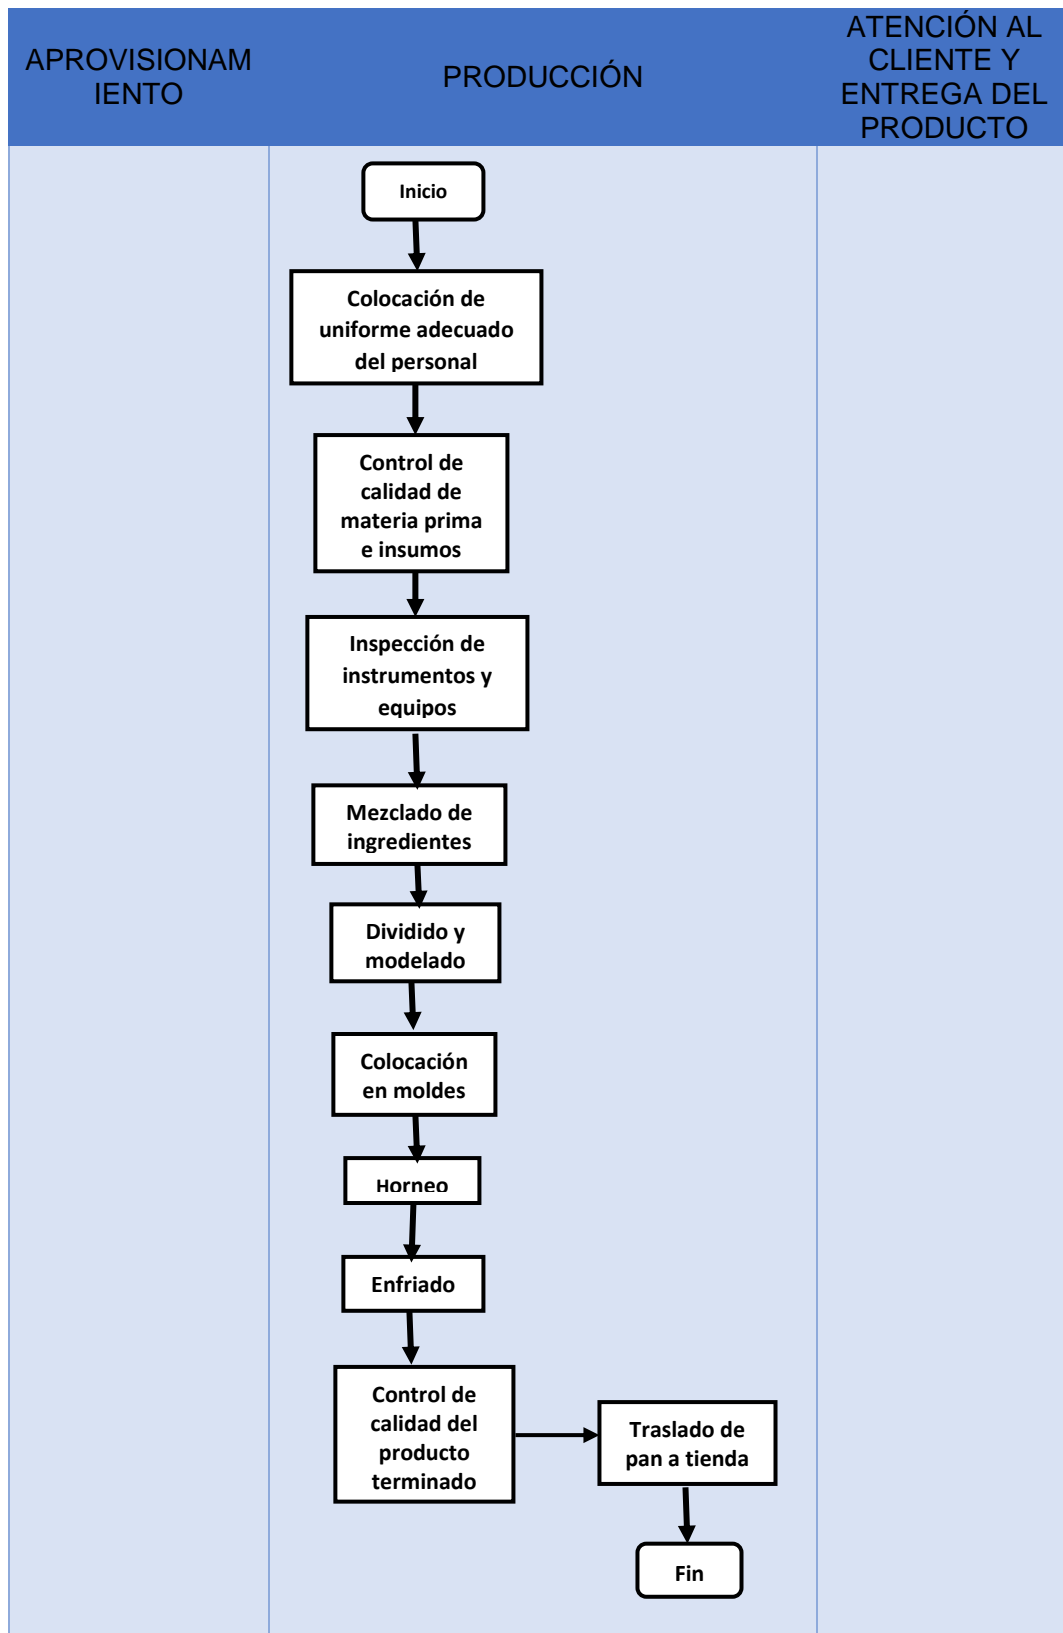 APROVISIONAM
IENTO
PRODUCCIÓN
ATENCIÓN AL
CLIENTE Y
ENTREGA DEL
PRODUCTO
Inicio
Colocación de
uniforme adecuado
del personal
Control de
calidad de
materia prima
e insumos
Inspección de
instrumentos y
equipos
Mezclado de
ingredientes
Dividido y
modelado
Colocación
en moldes
Horneo
Enfriado
Control de
calidad del
producto
terminado
Traslado de
pan a tienda
Fin